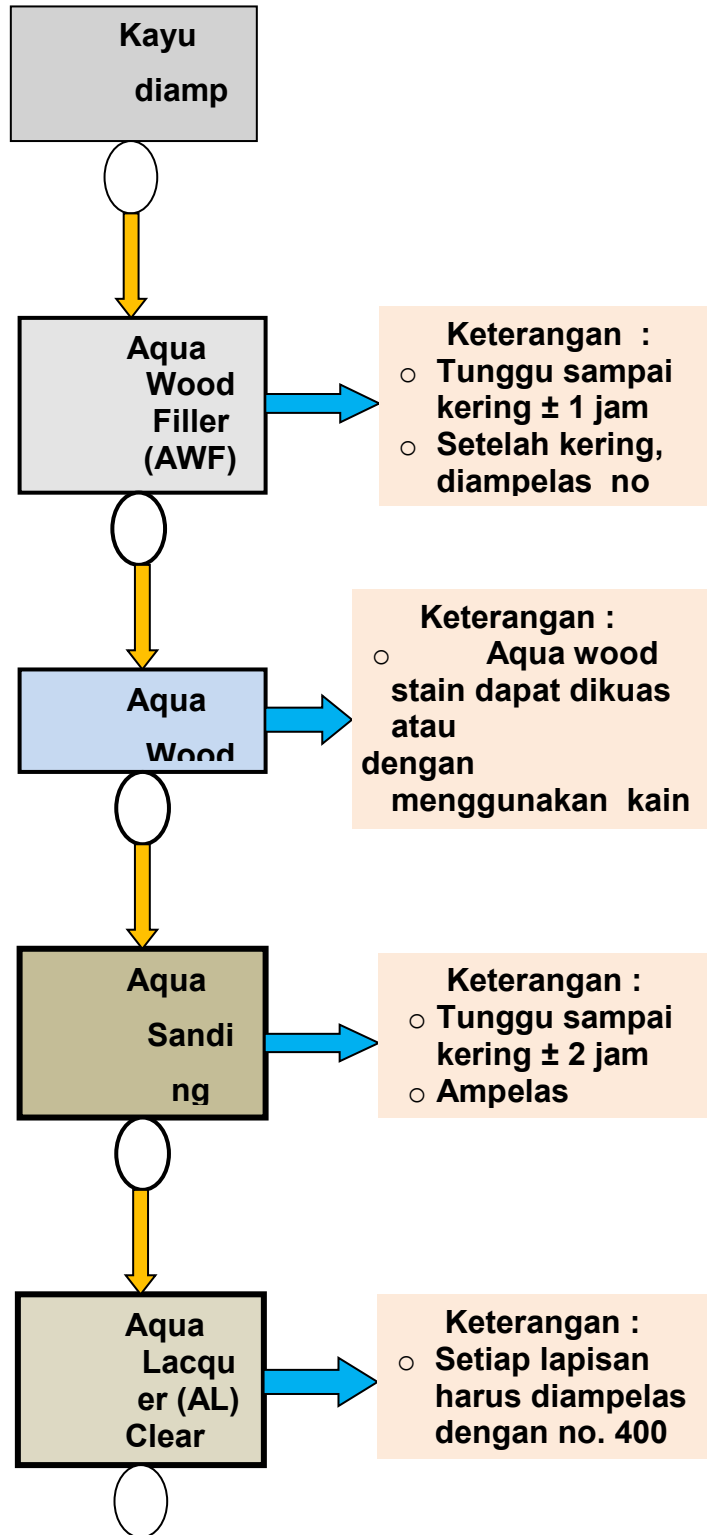 Kayu
diamp
Aqua
Wood
Filler
(AWF)
Keterangan :
○ Tunggu sampai
kering ± 1 jam
○ Setelah kering,
diampelas no
Aqua
Wood
Keterangan :
○ Aqua wood
stain dapat dikuas
atau
dengan
menggunakan kain
Aqua
Sandi
ng
Keterangan :
○ Tunggu sampai
kering ± 2 jam
○ Ampelas
Aqua
Lacqu
er (AL)
Clear
Keterangan :
○ Setiap lapisan
harus diampelas
dengan no. 400